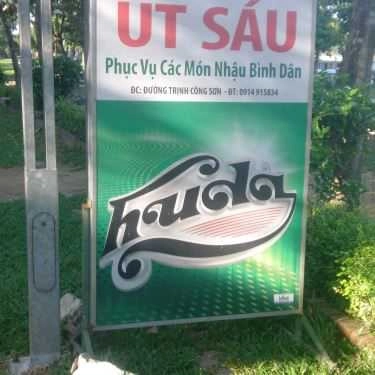 ÚT SÁU
Phục Vụ Các Món Nhậu Bình Dân
ĐC: ĐƯỜNG TRỊNH CÔNG SƠN - ĐT: 0914 915834
huda